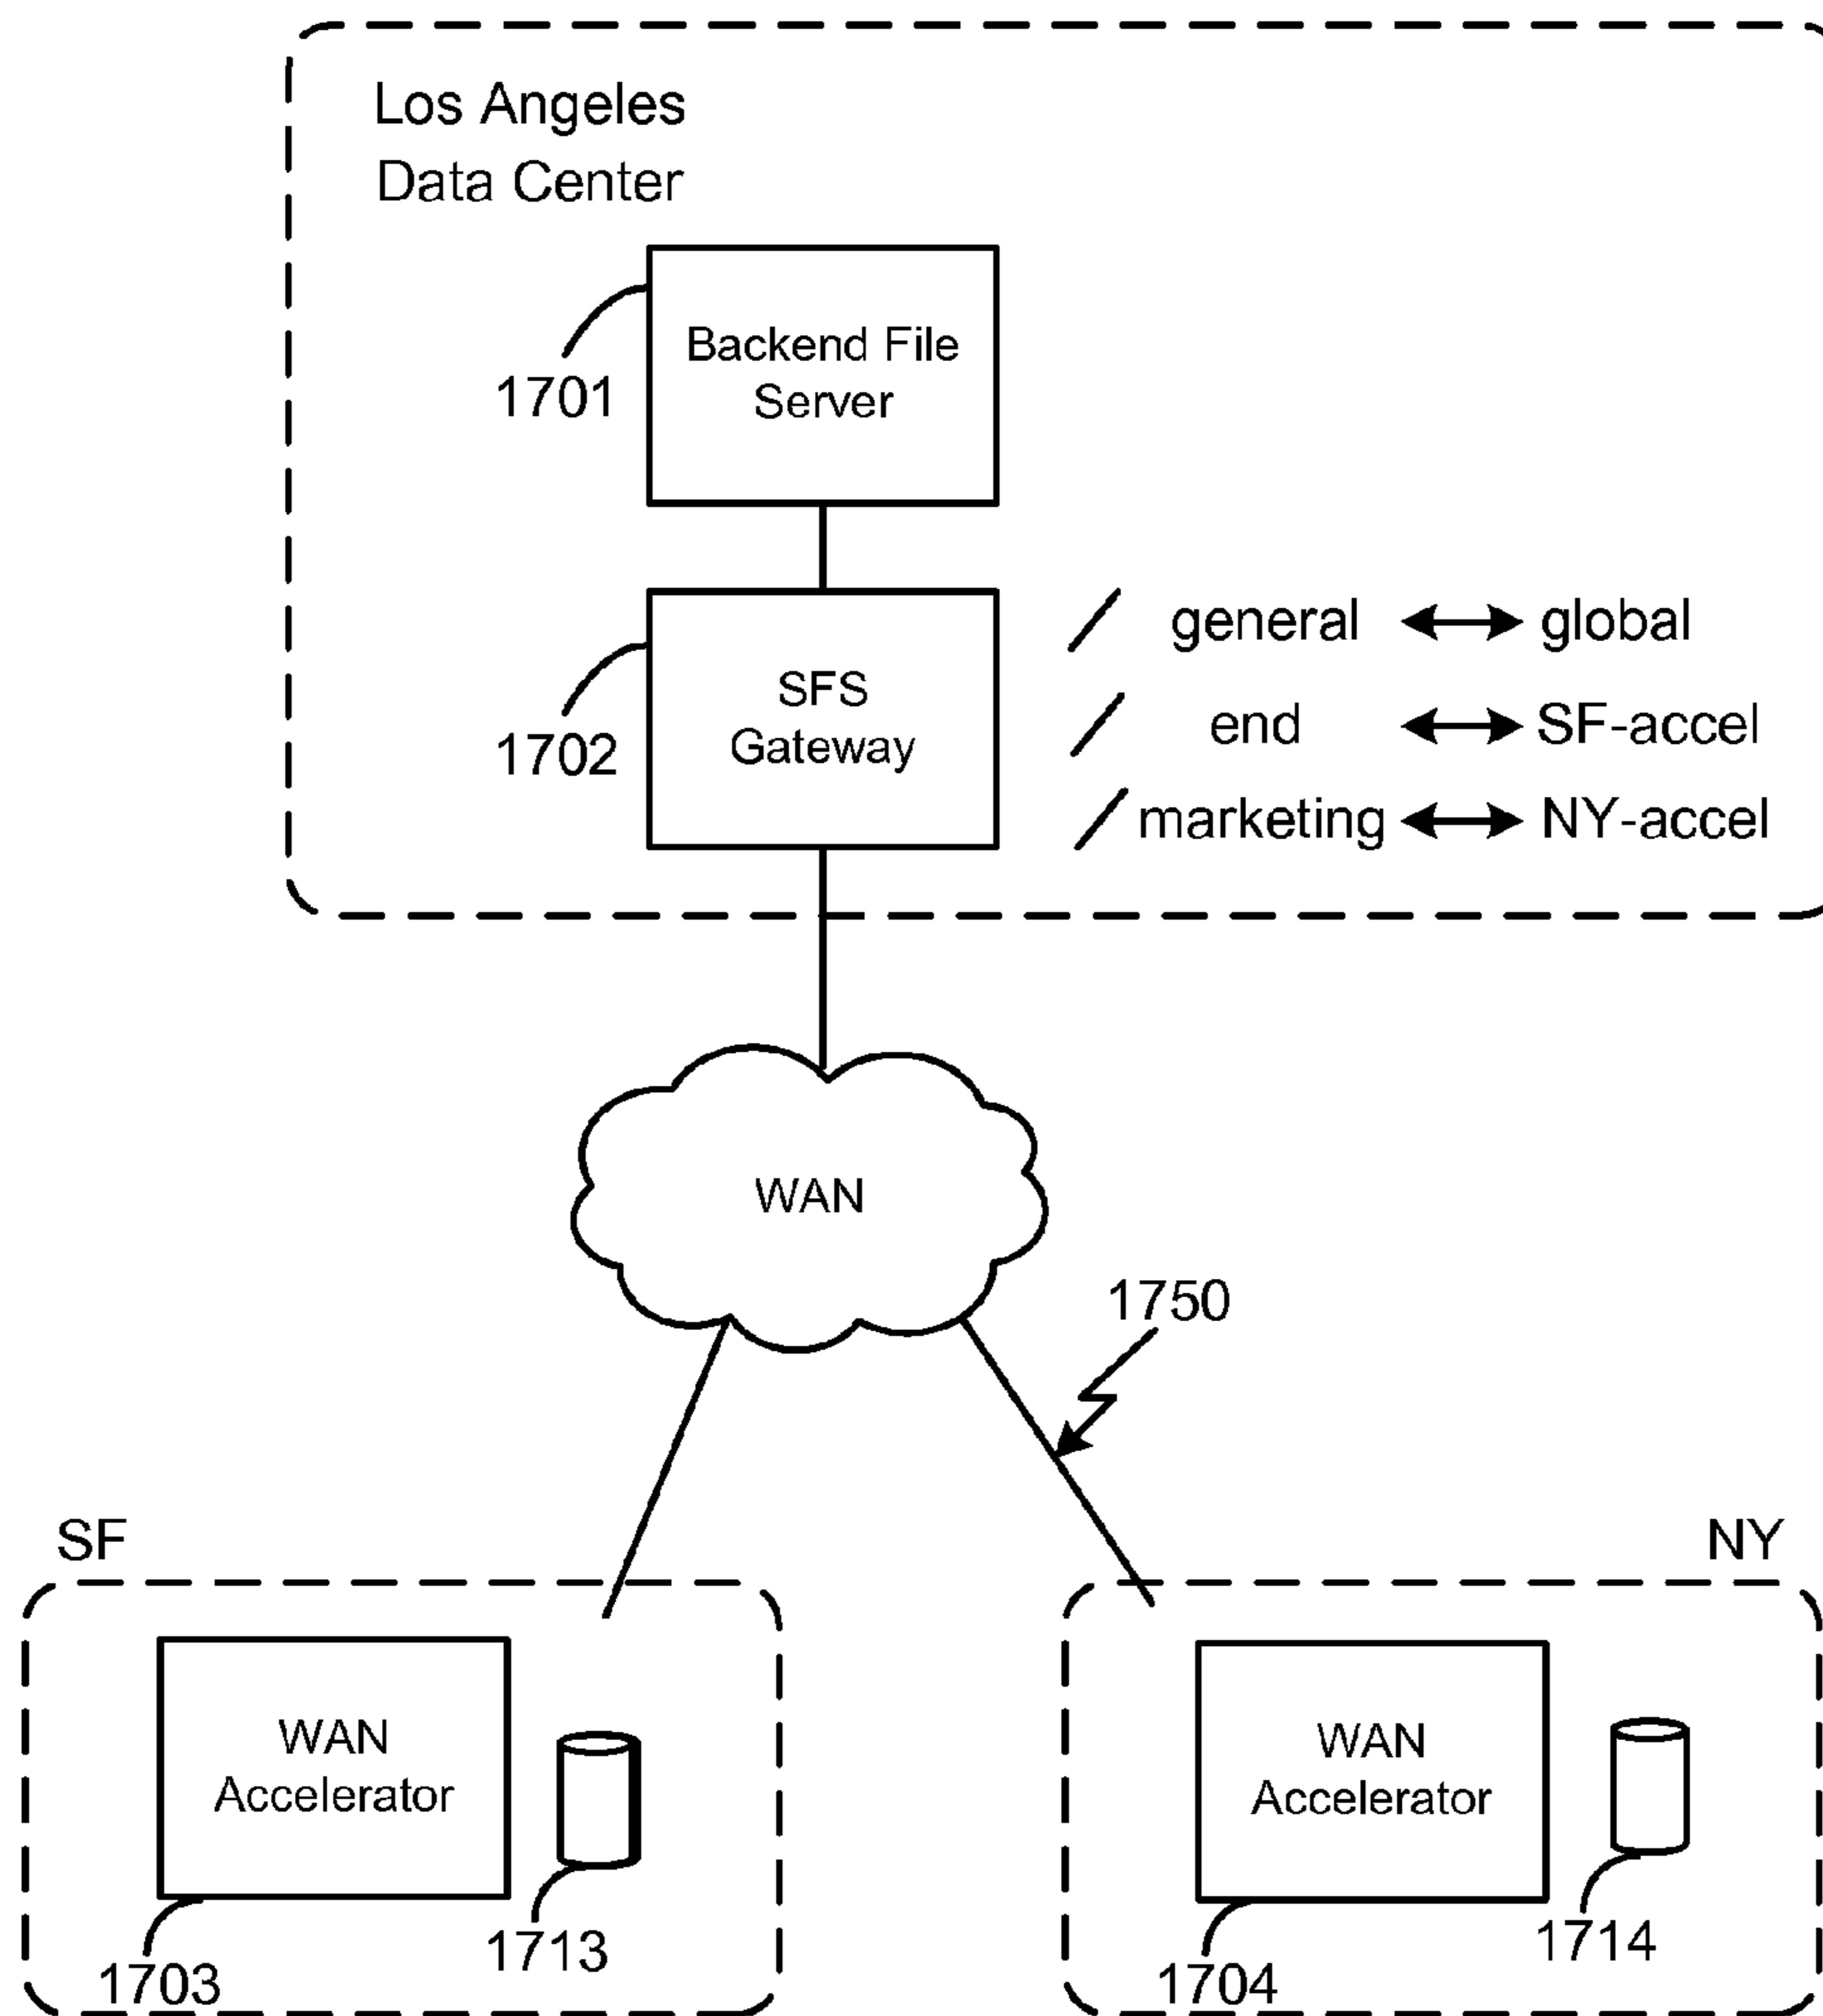 Los Angeles
Data Center
Backend File
Server
1701
SFS
Gateway
1702
/ general ↔ global
/ end ↔ SF-accel
/ marketing ↔ NY-accel
WAN
1750
SF
NY
WAN
Accelerator
1703
1713
WAN
Accelerator
1704
1714